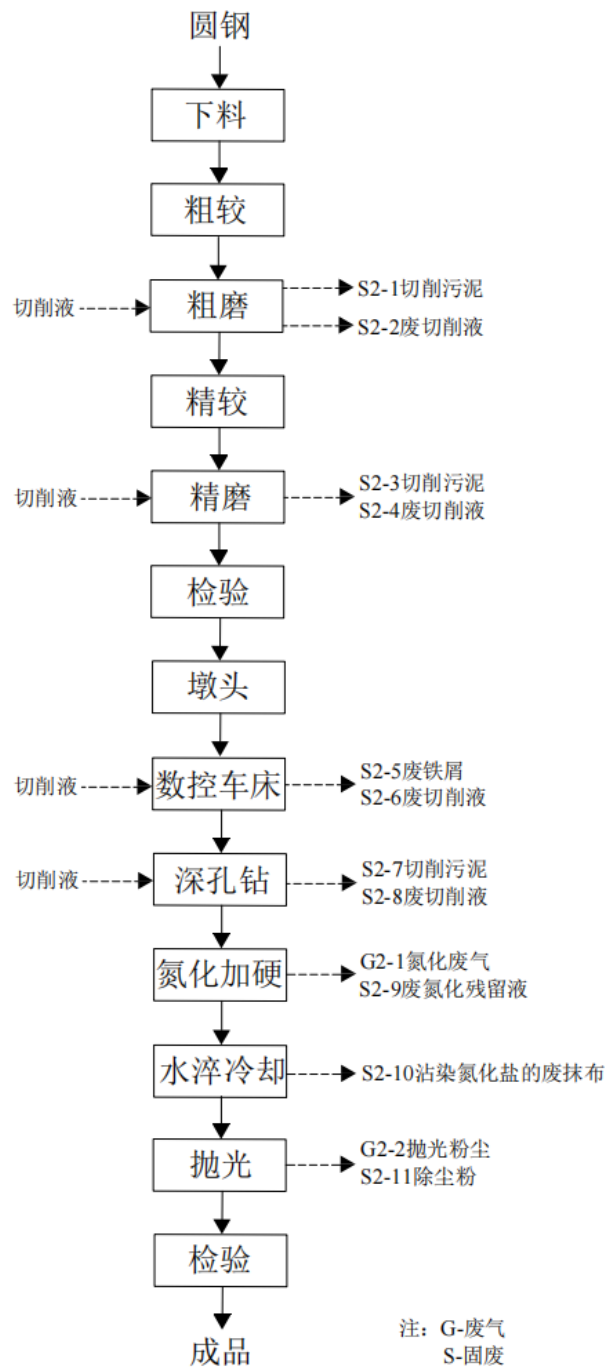 圆钢
下料
粗较
切削液
粗磨
S2-1切削污泥
S2-2废切削液
精较
切削液
精磨
S2-3切削污泥
S2-4废切削液
检验
墩头
切削液
数控车床
S2-5废铁屑
S2-6废切削液
切削液
深孔钻
S2-7切削污泥
S2-8废切削液
氮化加硬
G2-1氮化废气
S2-9废氮化残留液
水淬冷却
S2-10沾染氮化盐的废抹布
抛光
G2-2抛光粉尘
S2-11除尘粉
检验
成品
注：G-废气
S-固废